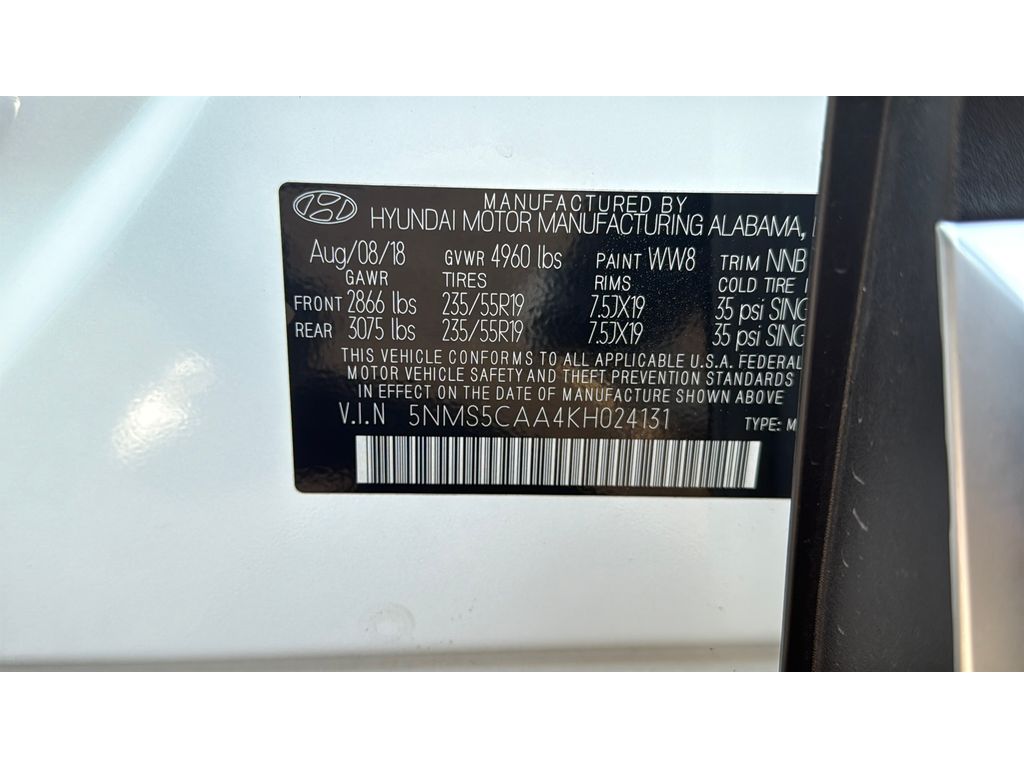 MANUFACTURED BY
HYUNDAI MOTOR MANUFACTURING ALABAMA,
Aug/08/18 GVWR 4960 lbs PAINT WW8 TRIM NNB
GAWR TIRES RIMS COLD TIRE
FRONT 2866 lbs 235/55R19 7.5JX19 35 psi SING
REAR 3075 lbs 235/55R19 7.5JX19 35 psi SING
THIS VEHICLE CONFORMS TO ALL APPLICABLE U.S.A. FEDERAL
MOTOR VEHICLE SAFETY AND THEFT PREVENTION STANDARDS
IN EFFECT ON THE DATE OF MANUFACTURE SHOWN ABOVE
V.I.N 5NMS5CAA4KH024131 TYPE: M